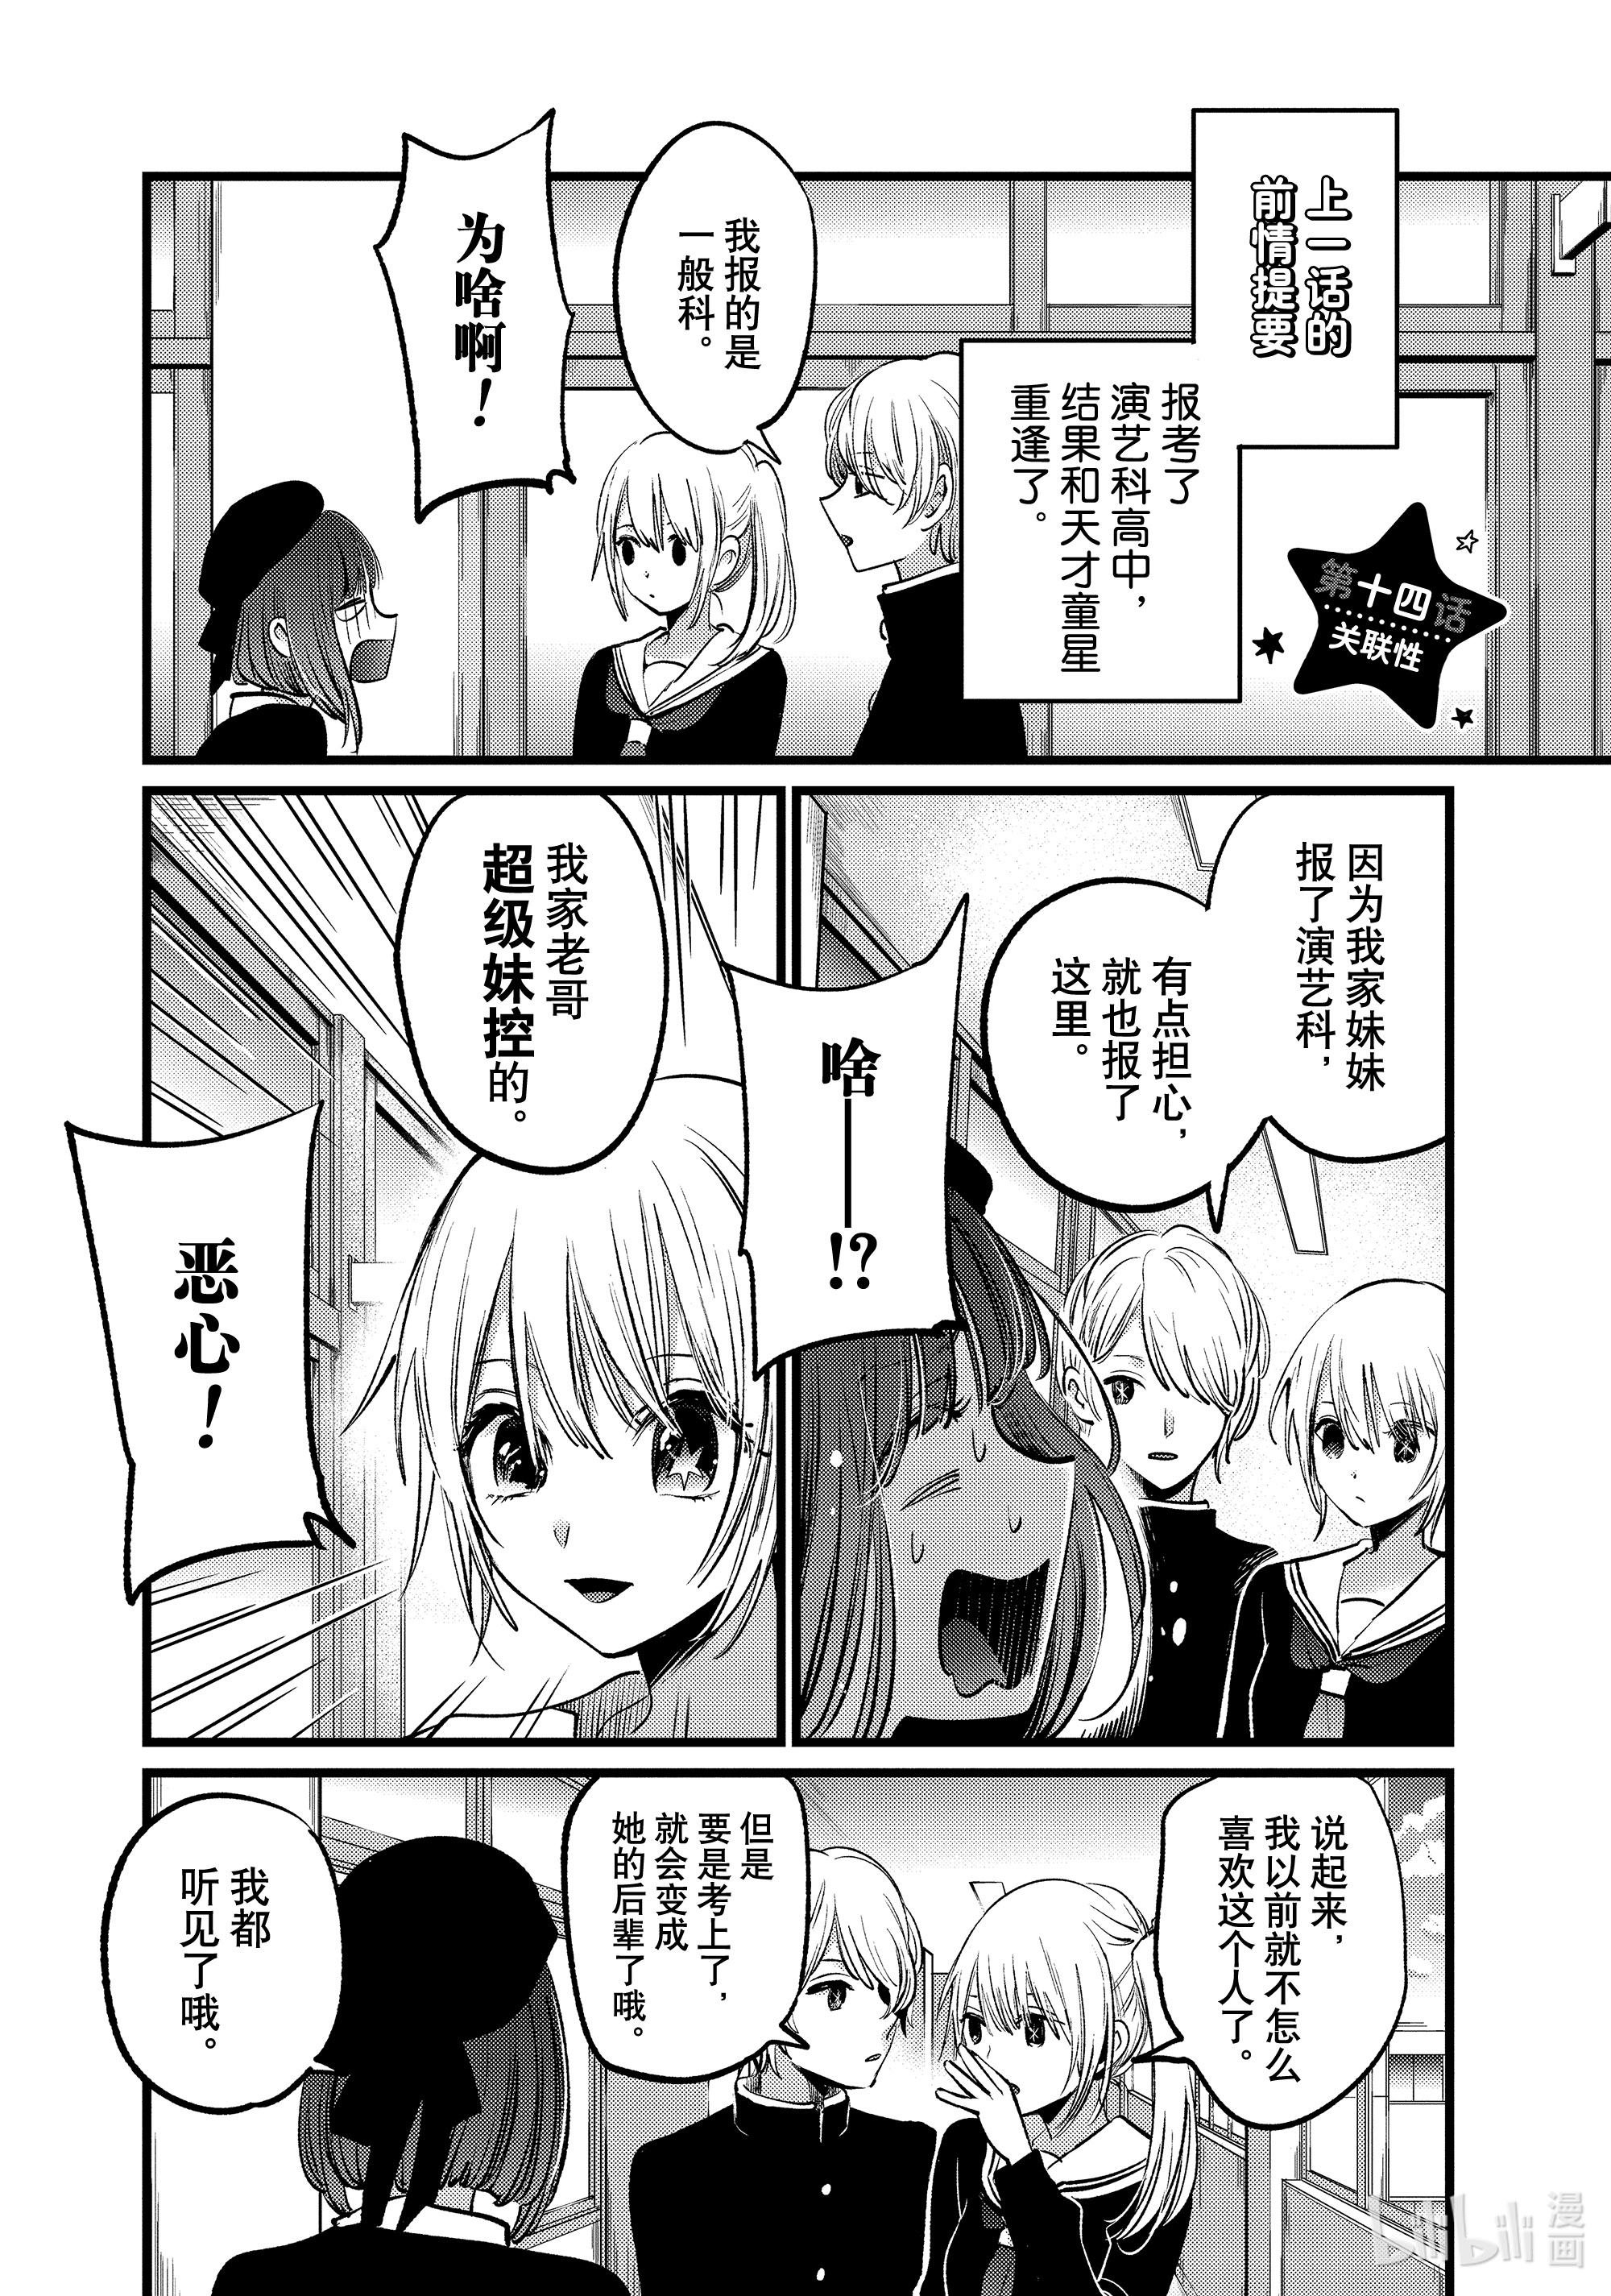 上一话的
前情提要
报考了
演艺科高中，
结果和天才童星
重逢了。
第十四话
关联性
我报的是
一般科。
为啥啊！
因为我家妹妹
报了演艺科，
有点担心，
就也报了
这里。
啥——!?
我家老哥
超级妹控的。
恶心！
说起来，
我以前就不怎么
喜欢这个人了。
但是
要是考上了，
就会变成
她的后辈了哦。
我都
听见了哦。
bilibili
漫画